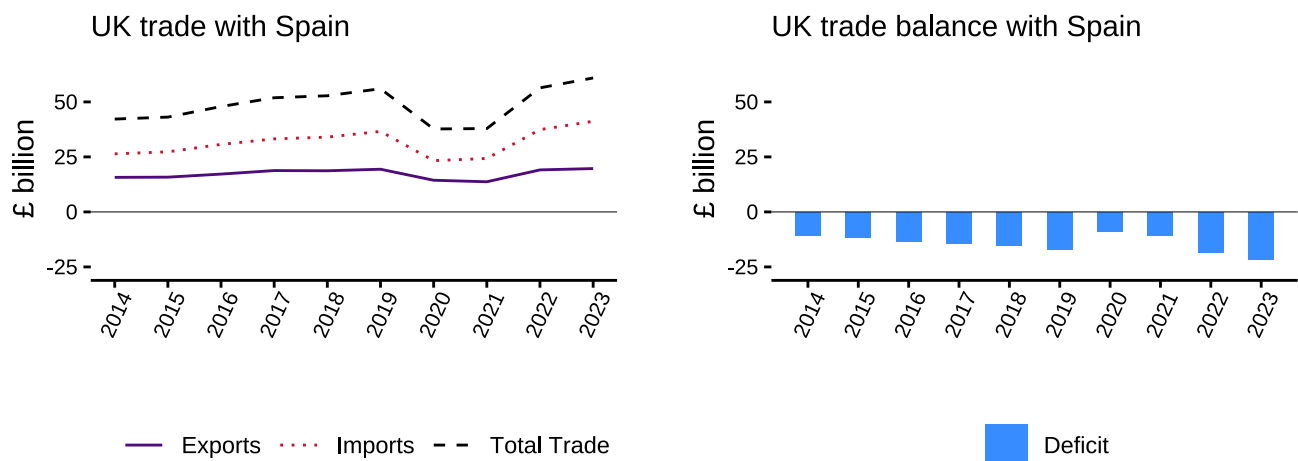 UK trade with Spain
£ billion
50
25
0
-25
2014 2015 2016 2017 2018 2019 2020 2021 2022 2023
Exports Imports Total Trade
UK trade balance with Spain
£ billion
50
25
0
-25
2014 2015 2016 2017 2018 2019 2020 2021 2022 2023
Deficit